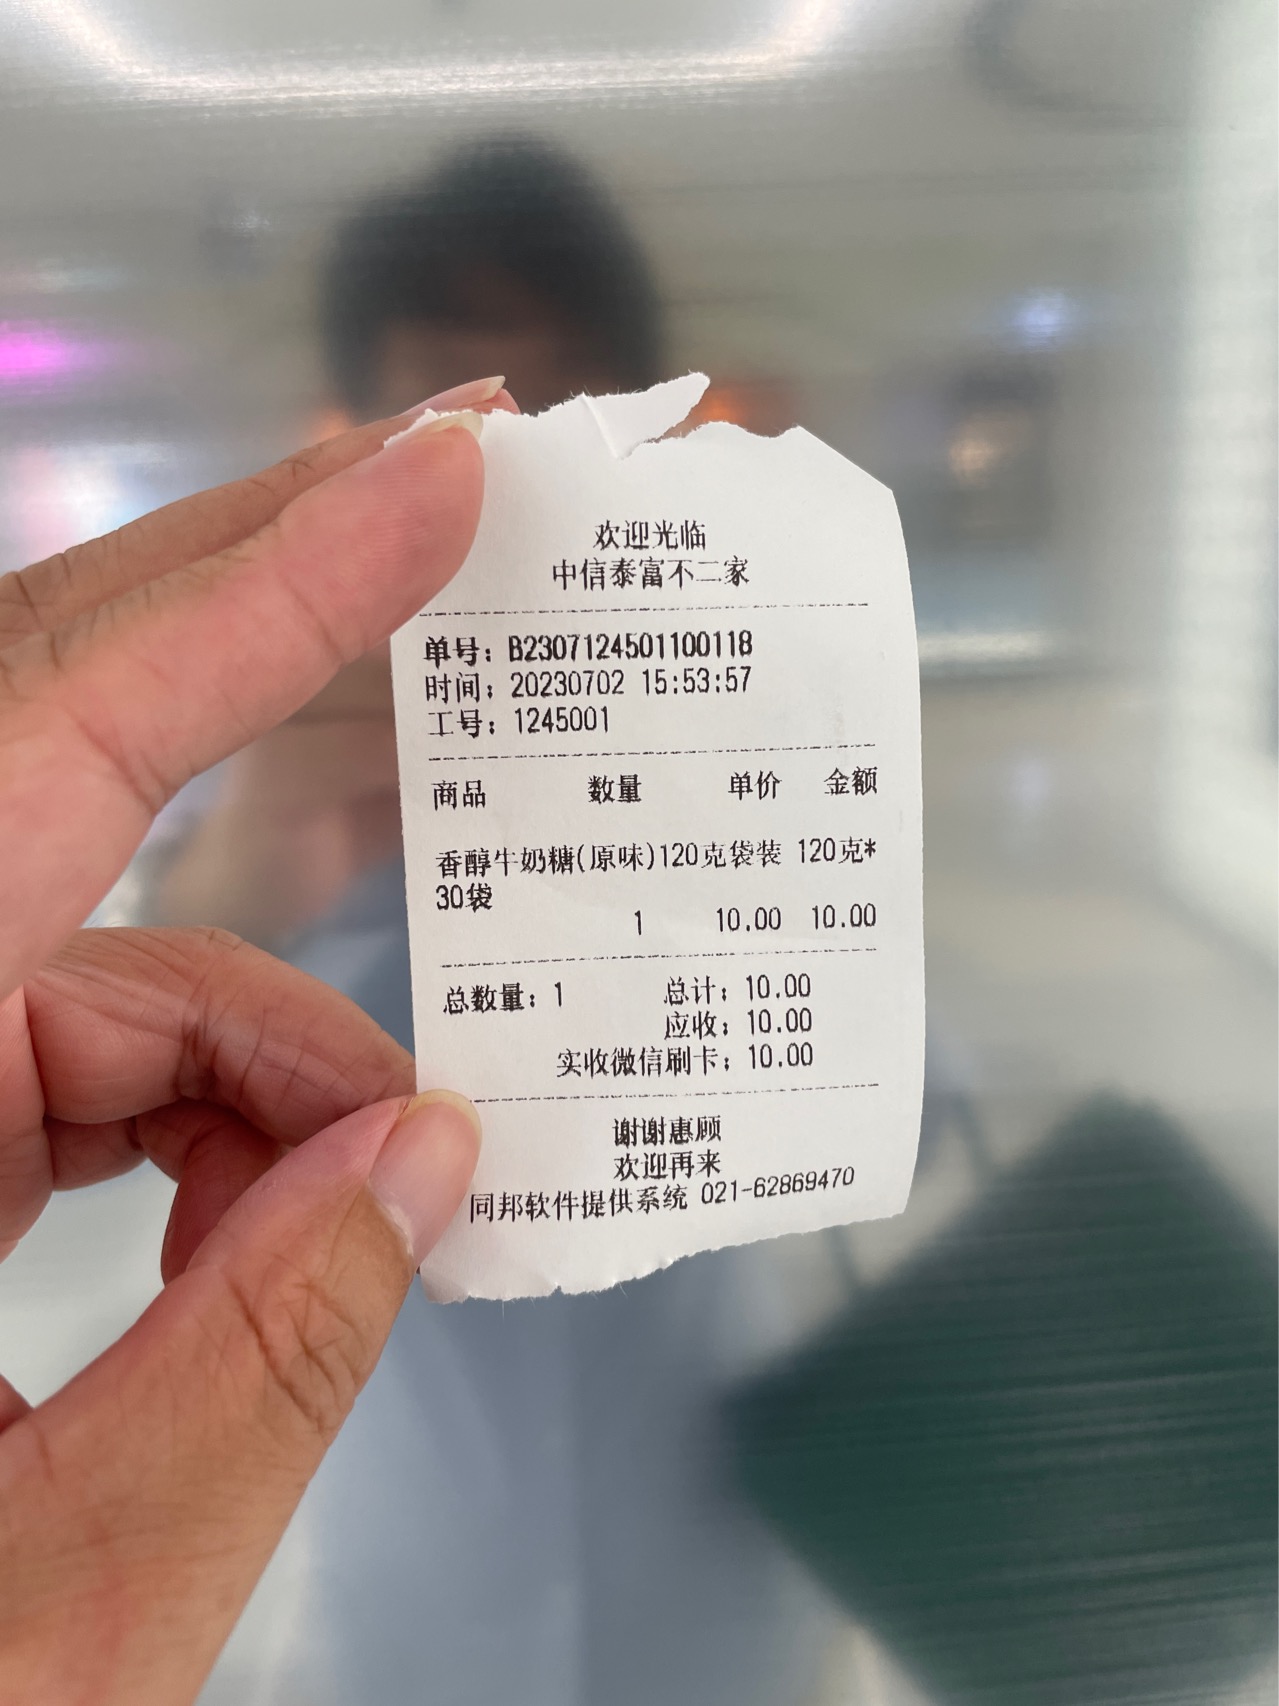 欢迎光临
中信泰富不二家
单号：B2307124501100118
时间：20230702 15:53:57
工号：1245001
商品 数量 单价 金额
香醇牛奶糖(原味)120克袋装 120克*
30袋
1 10.00 10.00
总数量：1 总计：10.00
应收：10.00
实收微信刷卡：10.00
谢谢惠顾
欢迎再来
同邦软件提供系统 021-62869470